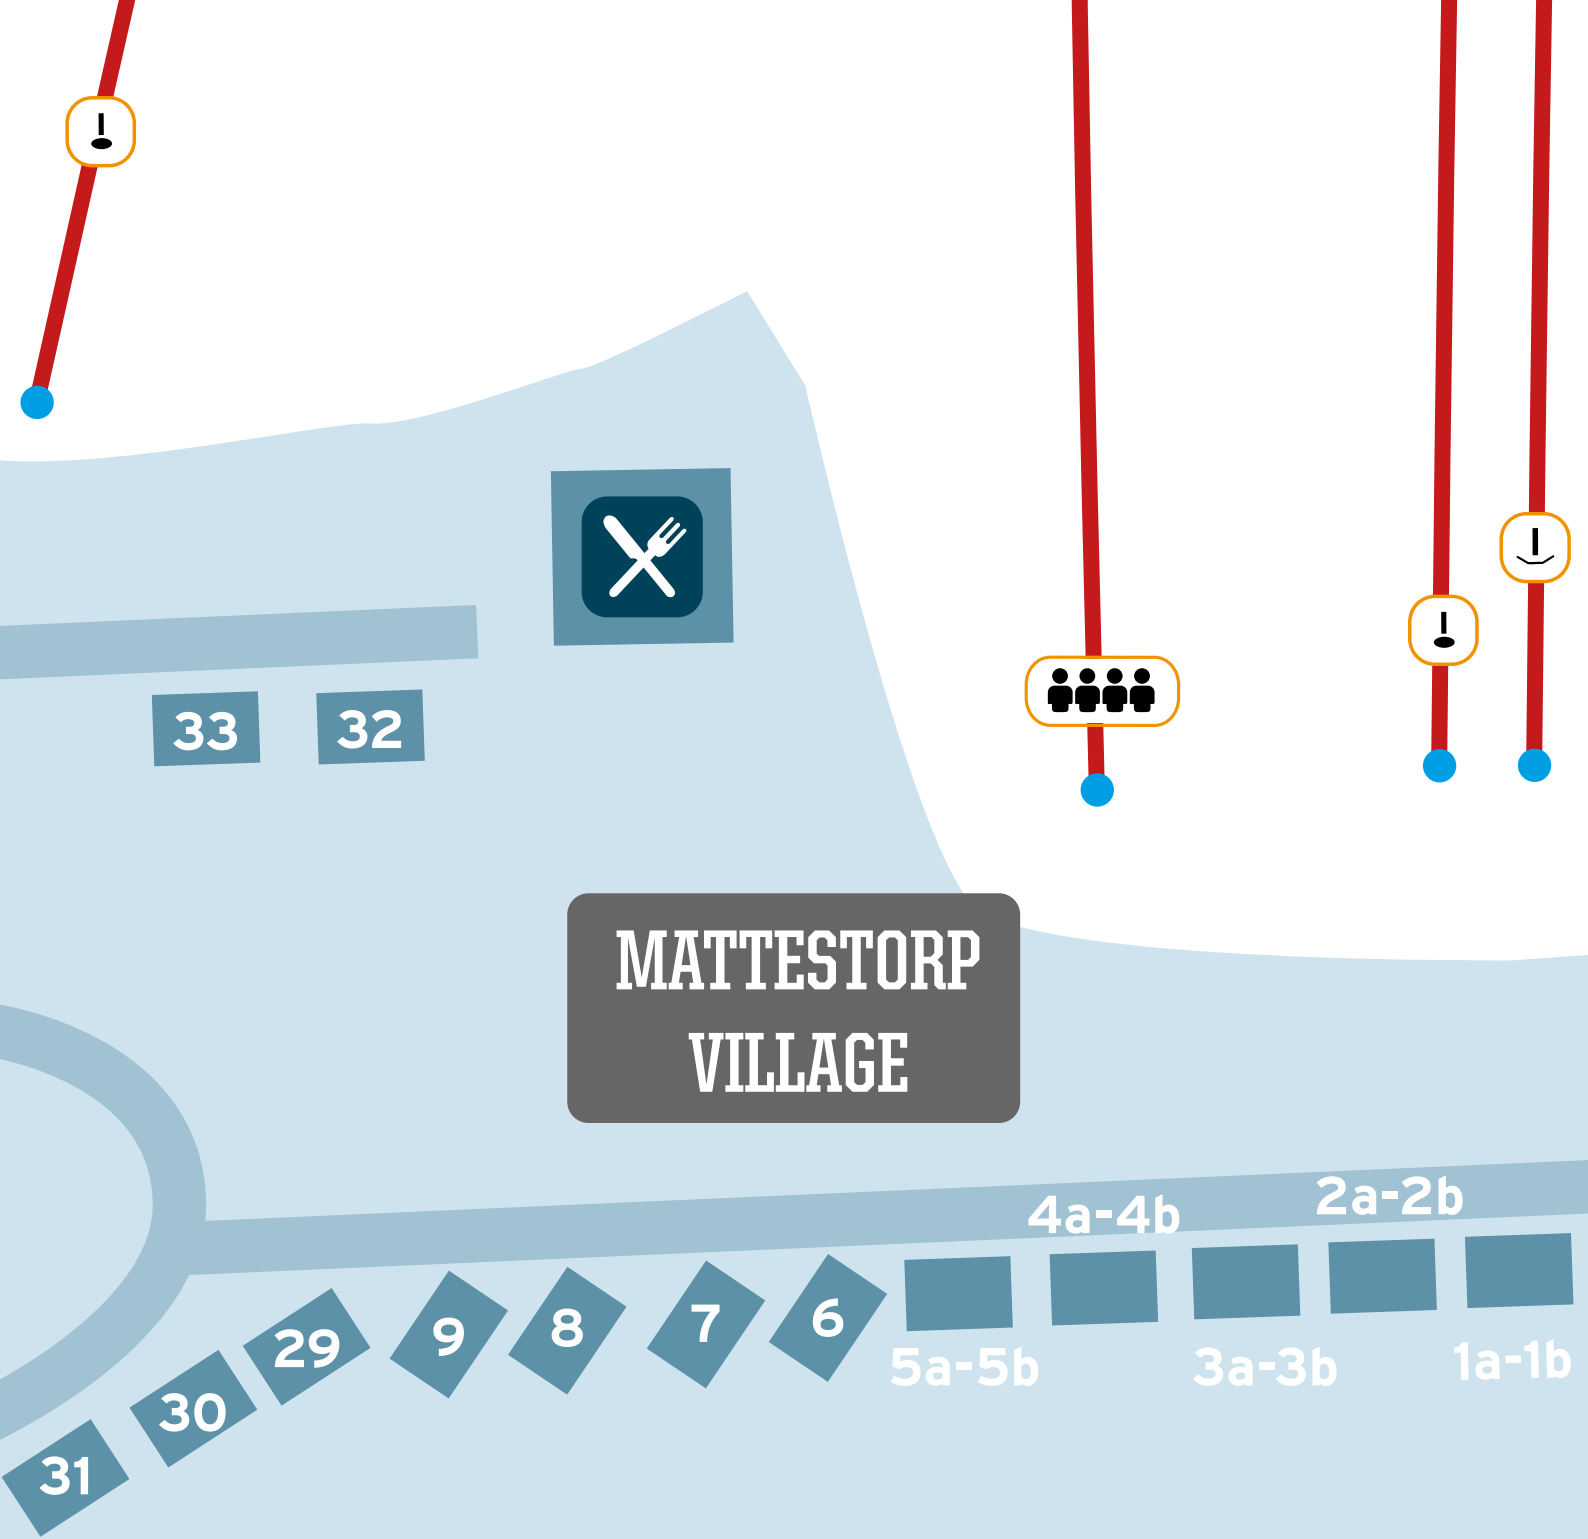 33
32
MATTESTORP
VILLAGE
4a-4b
2a-2b
29
9
8
7
6
5a-5b
3a-3b
1a-1b
30
31